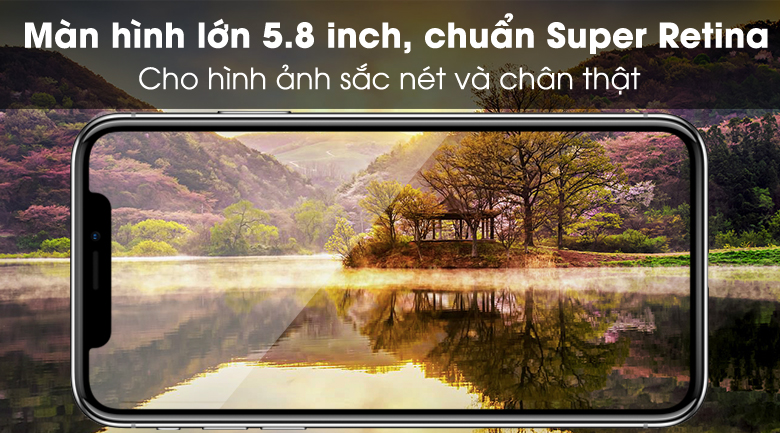 Màn hình lớn 5.8 inch, chuẩn Super Retina
Cho hình ảnh sắc nét và chân thật